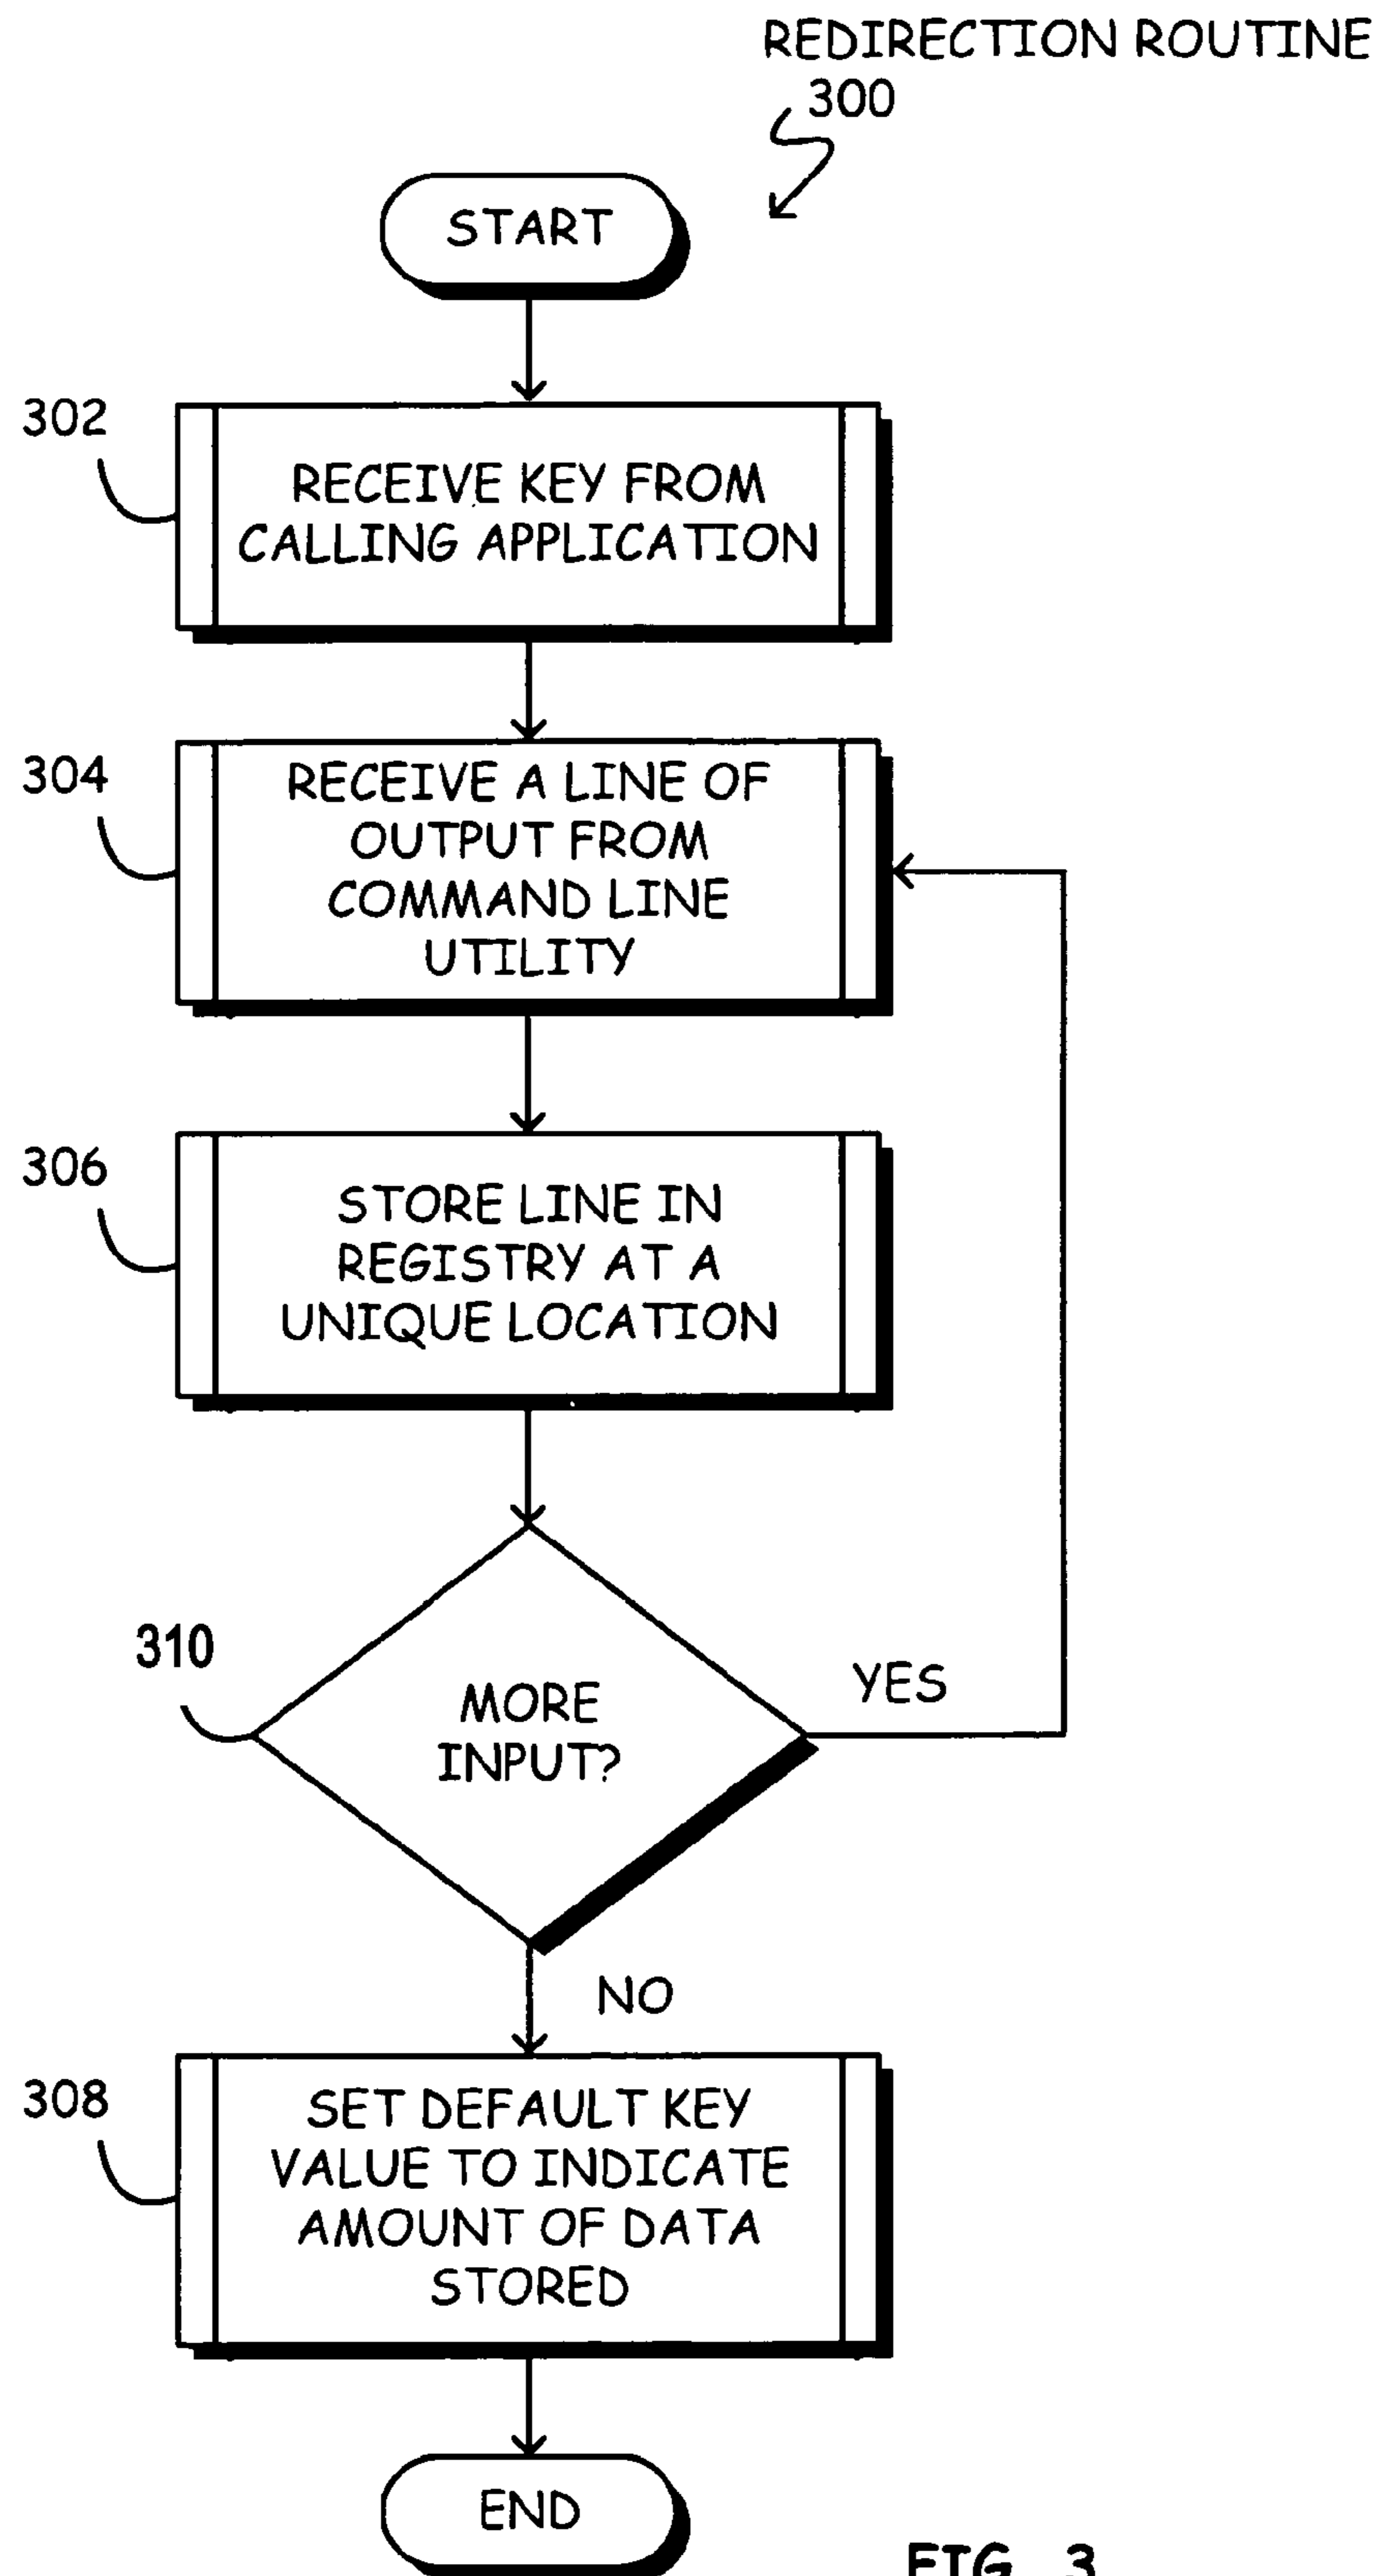 REDIRECTION ROUTINE
300
START
302
RECEIVE KEY FROM
CALLING APPLICATION
304
RECEIVE A LINE OF
OUTPUT FROM
COMMAND LINE
UTILITY
306
STORE LINE IN
REGISTRY AT A
UNIQUE LOCATION
310
MORE
INPUT?
YES
NO
308
SET DEFAULT KEY
VALUE TO INDICATE
AMOUNT OF DATA
STORED
END
FIG. 3